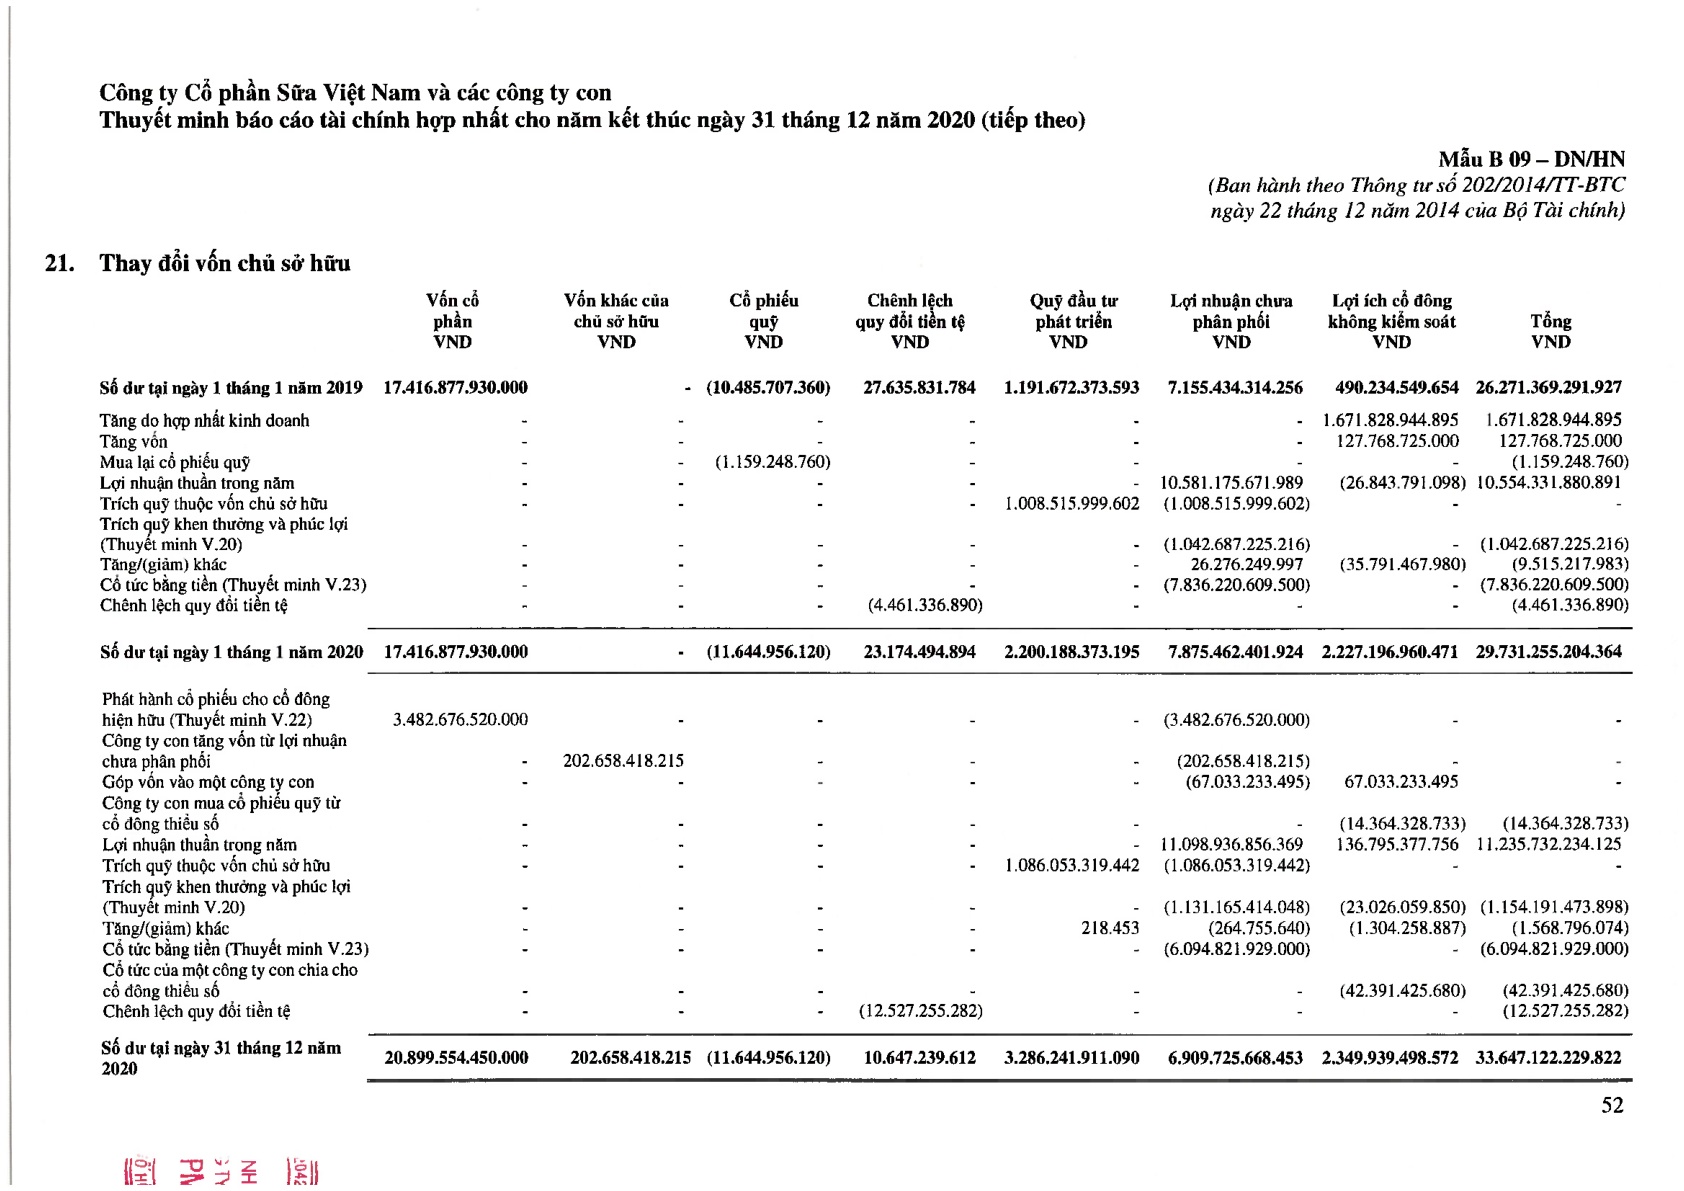 Công ty Cổ phần Sữa Việt Nam và các công ty con
Thuyết minh báo cáo tài chính hợp nhất cho năm kết thúc ngày 31 tháng 12 năm 2020 (tiếp theo)
Mẫu B 09 – DN/HN
(Ban hành theo Thông tư số 202/2014/TT-BTC
ngày 22 tháng 12 năm 2014 của Bộ Tài chính)
21. Thay đổi vốn chủ sở hữu
Vốn cổ Vốn khác của Cổ phiếu Chênh lệch Quỹ đầu tư Lợi nhuận chưa Lợi ích cổ đông
phần chủ sở hữu quỹ quy đổi tiền tệ phát triển phân phối không kiểm soát Tổng
VND VND VND VND VND VND VND VND
Số dư tại ngày 1 tháng 1 năm 2019 17.416.877.930.000 - (10.485.707.360) 27.635.831.784 1.191.672.373.593 7.155.434.314.256 490.234.549.654 26.271.369.291.927
Tăng do hợp nhất kinh doanh - - - - - - 1.671.828.944.895 1.671.828.944.895
Tăng vốn - - - - - - 127.768.725.000 127.768.725.000
Mua lại cổ phiếu quỹ - - (1.159.248.760) - - - - (1.159.248.760)
Lợi nhuận thuần trong năm - - - - - 10.581.175.671.989 (26.843.791.098) 10.554.331.880.891
Trích quỹ thuộc vốn chủ sở hữu - - - - 1.008.515.999.602 (1.008.515.999.602) - -
Trích quỹ khen thưởng và phúc lợi
(Thuyết minh V.20) - - - - - (1.042.687.225.216) - (1.042.687.225.216)
Tăng/(giảm) khác - - - - - 26.276.249.997 (35.791.467.980) (9.515.217.983)
Cổ tức bằng tiền (Thuyết minh V.23) - - - - - (7.836.220.609.500) - (7.836.220.609.500)
Chênh lệch quy đổi tiền tệ - - - (4.461.336.890) - - - (4.461.336.890)
Số dư tại ngày 1 tháng 1 năm 2020 17.416.877.930.000 - (11.644.956.120) 23.174.494.894 2.200.188.373.195 7.875.462.401.924 2.227.196.960.471 29.731.255.204.364
Phát hành cổ phiếu cho cổ đông
hiện hữu (Thuyết minh V.22) 3.482.676.520.000 - - - - (3.482.676.520.000) - -
Công ty con tăng vốn từ lợi nhuận
chưa phân phối - 202.658.418.215 - - - (202.658.418.215) - -
Góp vốn vào một công ty con - - - - - (67.033.233.495) 67.033.233.495 -
Công ty con mua cổ phiếu quỹ từ
cổ đông thiểu số - - - - - - (14.364.328.733) (14.364.328.733)
Lợi nhuận thuần trong năm - - - - - 11.098.936.856.369 136.795.377.756 11.235.732.234.125
Trích quỹ thuộc vốn chủ sở hữu - - - - 1.086.053.319.442 (1.086.053.319.442) - -
Trích quỹ khen thưởng và phúc lợi
(Thuyết minh V.20) - - - - - (1.131.165.414.048) (23.026.059.850) (1.154.191.473.898)
Tăng/(giảm) khác - - - - 218.453 (264.755.640) (1.304.258.887) (1.568.796.074)
Cổ tức bằng tiền (Thuyết minh V.23) - - - - - (6.094.821.929.000) - (6.094.821.929.000)
Cổ tức của một công ty con chia cho
cổ đông thiểu số - - - - - - (42.391.425.680) (42.391.425.680)
Chênh lệch quy đổi tiền tệ - - - (12.527.255.282) - - - (12.527.255.282)
Số dư tại ngày 31 tháng 12 năm
2020 20.899.554.450.000 202.658.418.215 (11.644.956.120) 10.647.239.612 3.286.241.911.090 6.909.725.668.453 2.349.939.498.572 33.647.122.229.822
52